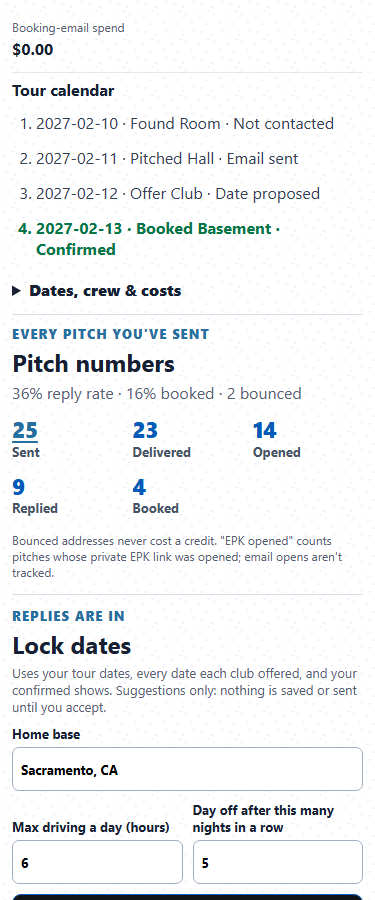 Booking-email spend
$0.00
Tour calendar
1. 2027-02-10 · Found Room · Not contacted
2. 2027-02-11 · Pitched Hall · Email sent
3. 2027-02-12 · Offer Club · Date proposed
4. 2027-02-13 · Booked Basement ·
Confirmed
▶ Dates, crew & costs
EVERY PITCH YOU'VE SENT
Pitch numbers
36% reply rate · 16% booked · 2 bounced
25 23 14
Sent Delivered Opened
9 4
Replied Booked
Bounced addresses never cost a credit. "EPK opened" counts
pitches whose private EPK link was opened; email opens aren't
tracked.
REPLIES ARE IN
Lock dates
Uses your tour dates, every date each club offered, and your
confirmed shows. Suggestions only: nothing is saved or sent
until you accept.
Home base
Sacramento, CA
Max driving a day (hours)
6
Day off after this many
nights in a row
5